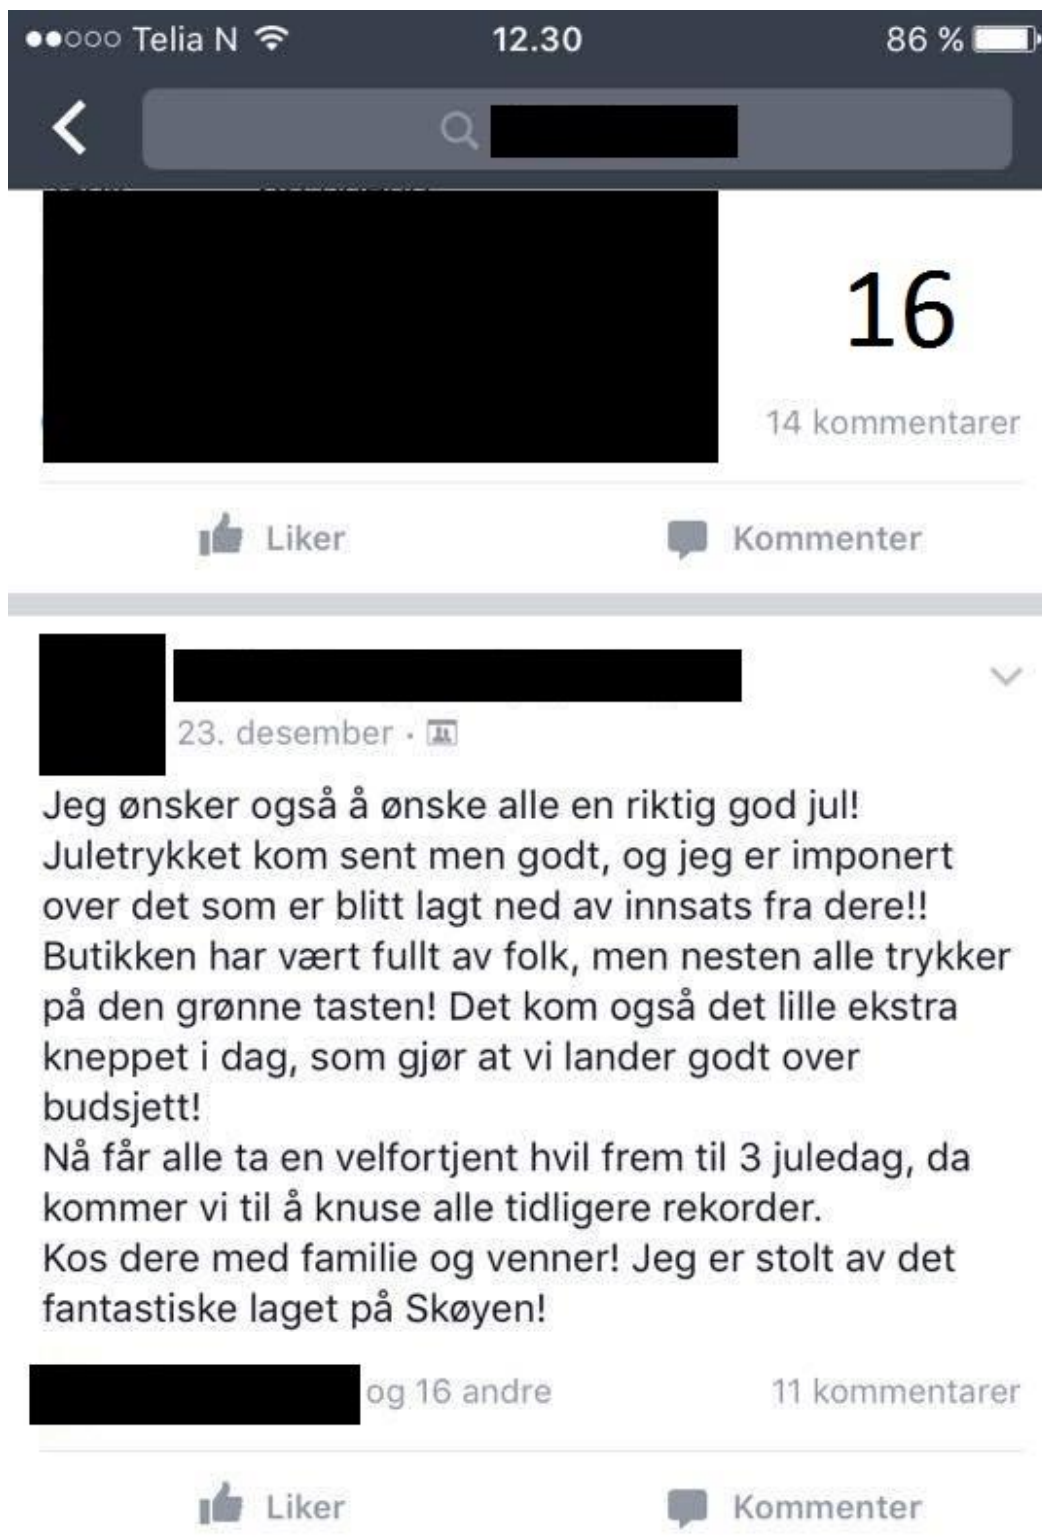 Telia N 12.30 86 %
16
14 kommentarer
Liker Kommenter
23. desember ·
Jeg ønsker også å ønske alle en riktig god jul!
Juletrykket kom sent men godt, og jeg er imponert
over det som er blitt lagt ned av innsats fra dere!!
Butikken har vært fullt av folk, men nesten alle trykker
på den grønne tasten! Det kom også det lille ekstra
kneppet i dag, som gjør at vi lander godt over
budsjett!
Nå får alle ta en velfortjent hvil frem til 3 juledag, da
kommer vi til å knuse alle tidligere rekorder.
Kos dere med familie og venner! Jeg er stolt av det
fantastiske laget på Skøyen!
og 16 andre 11 kommentarer
Liker Kommenter